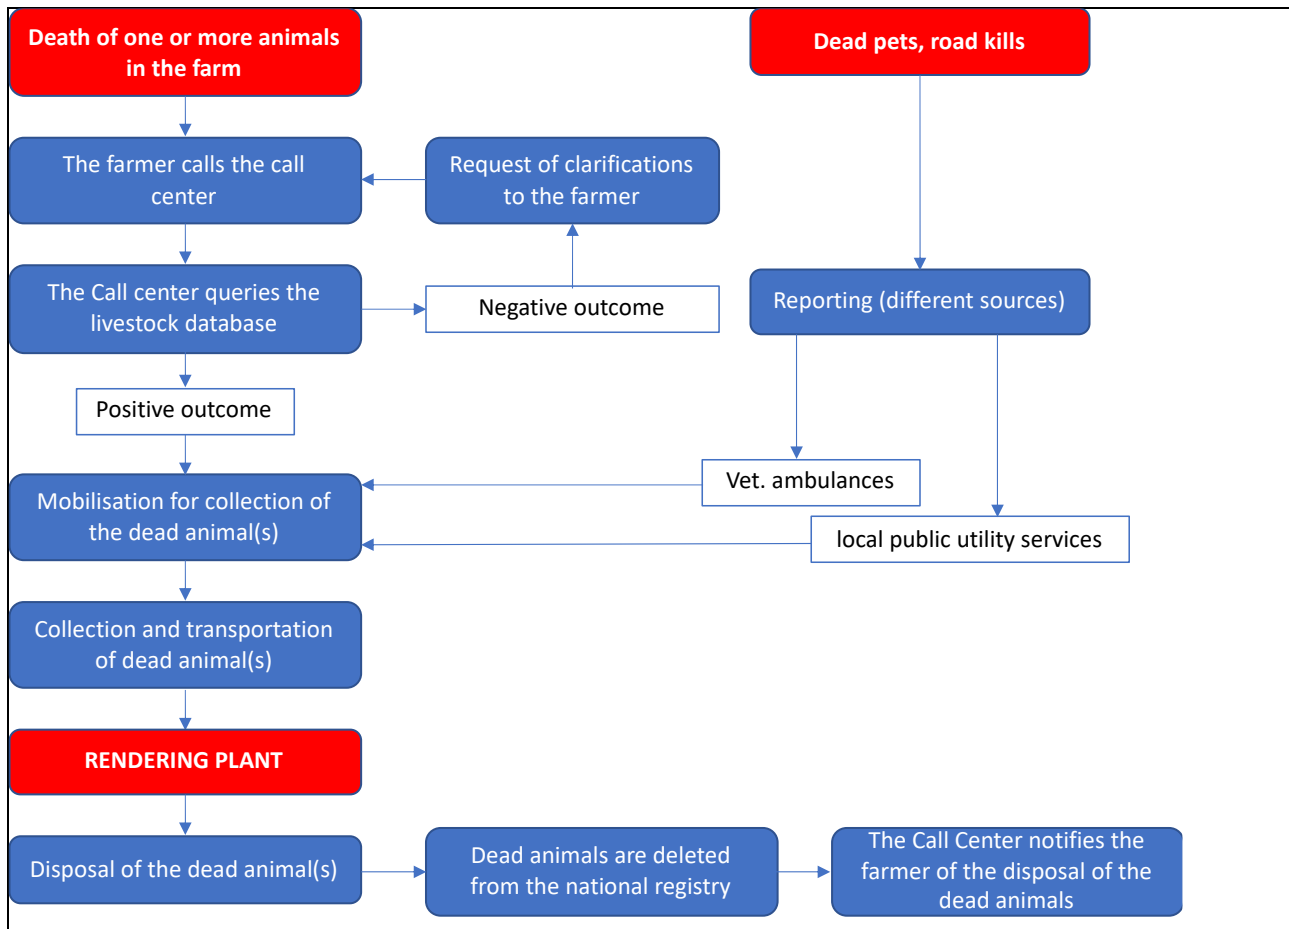 Death of one or more animals
in the farm
Dead pets, road kills
The farmer calls the call
center
Request of clarifications
to the farmer
The Call center queries the
livestock database
Negative outcome
Reporting (different sources)
Positive outcome
Vet. ambulances
Mobilisation for collection of
the dead animal(s)
local public utility services
Collection and transportation
of dead animal(s)
RENDERING PLANT
Disposal of the dead animal(s)
Dead animals are deleted
from the national registry
The Call Center notifies the
farmer of the disposal of the
dead animals